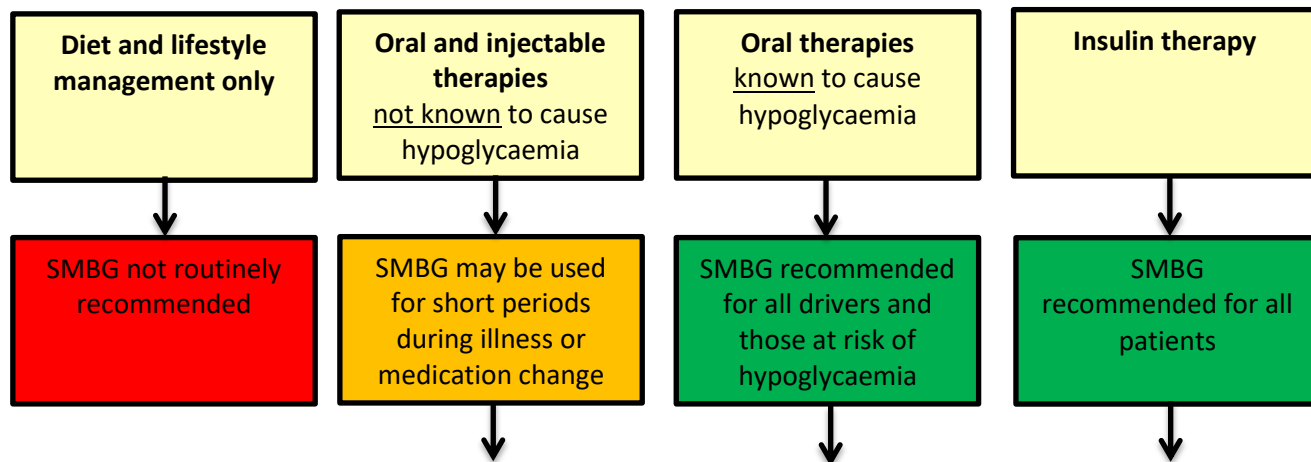 Diet and lifestyle
management only
Oral and injectable
therapies
not known to cause
hypoglycaemia
Oral therapies
known to cause
hypoglycaemia
Insulin therapy
SMBG not routinely
recommended
SMBG may be used
for short periods
during illness or
medication change
SMBG recommended
for all drivers and
those at risk of
hypoglycaemia
SMBG
recommended for all
patients